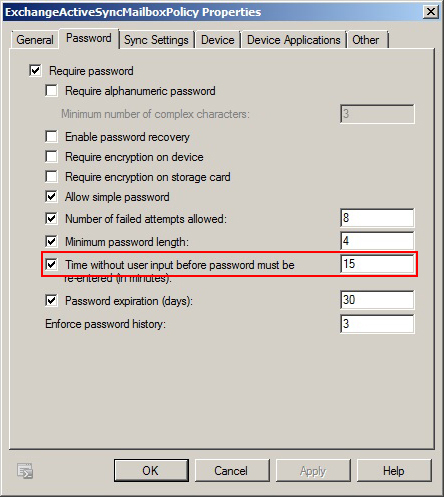 ExchangeActiveSyncMailboxPolicy Properties
General Password Sync Settings Device Device Applications Other
Require password
Require alphanumeric password
Minimum number of complex characters: 3
Enable password recovery
Require encryption on device
Require encryption on storage card
Allow simple password
Number of failed attempts allowed: 8
Minimum password length: 4
Time without user input before password must be 15
re-entered (in minutes):
Password expiration (days): 30
Enforce password history: 3
OK Cancel Apply Help